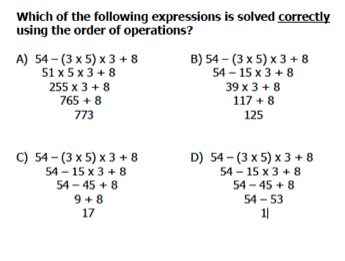 Which of the following expressions is solved correctly
using the order of operations?
A) 54 – (3 x 5) x 3 + 8
51 x 5 x 3 + 8
255 x 3 + 8
765 + 8
773
B) 54 – (3 x 5) x 3 + 8
54 – 15 x 3 + 8
39 x 3 + 8
117 + 8
125
C) 54 – (3 x 5) x 3 + 8
54 – 15 x 3 + 8
54 – 45 + 8
9 + 8
17
D) 54 – (3 x 5) x 3 + 8
54 – 15 x 3 + 8
54 – 45 + 8
54 – 53
1